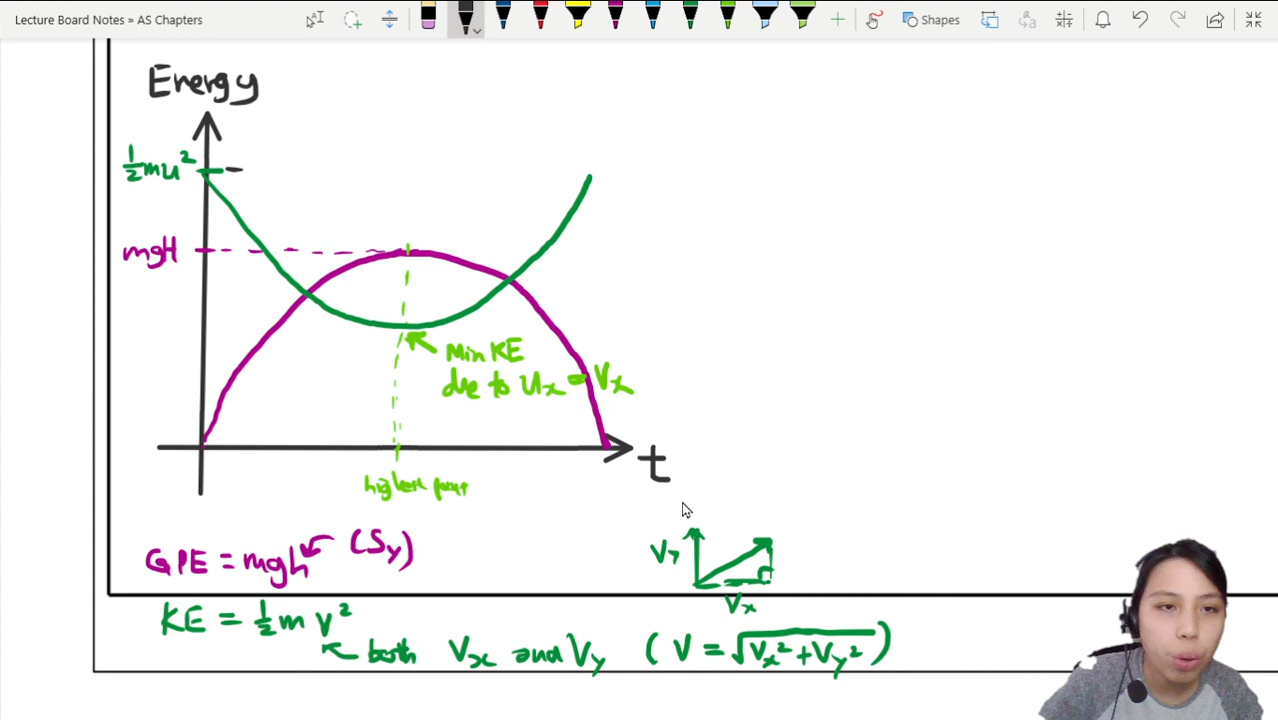 Lecture Board Notes » AS Chapters
Shapes
Energy
½mu²
mgH
Min KE
due to Ux = Vx
highest point
t
GPE = mgh (Sy)
Vy
Vx
KE = ½mv²
both Vx and Vy (V = √Vx²+Vy²)